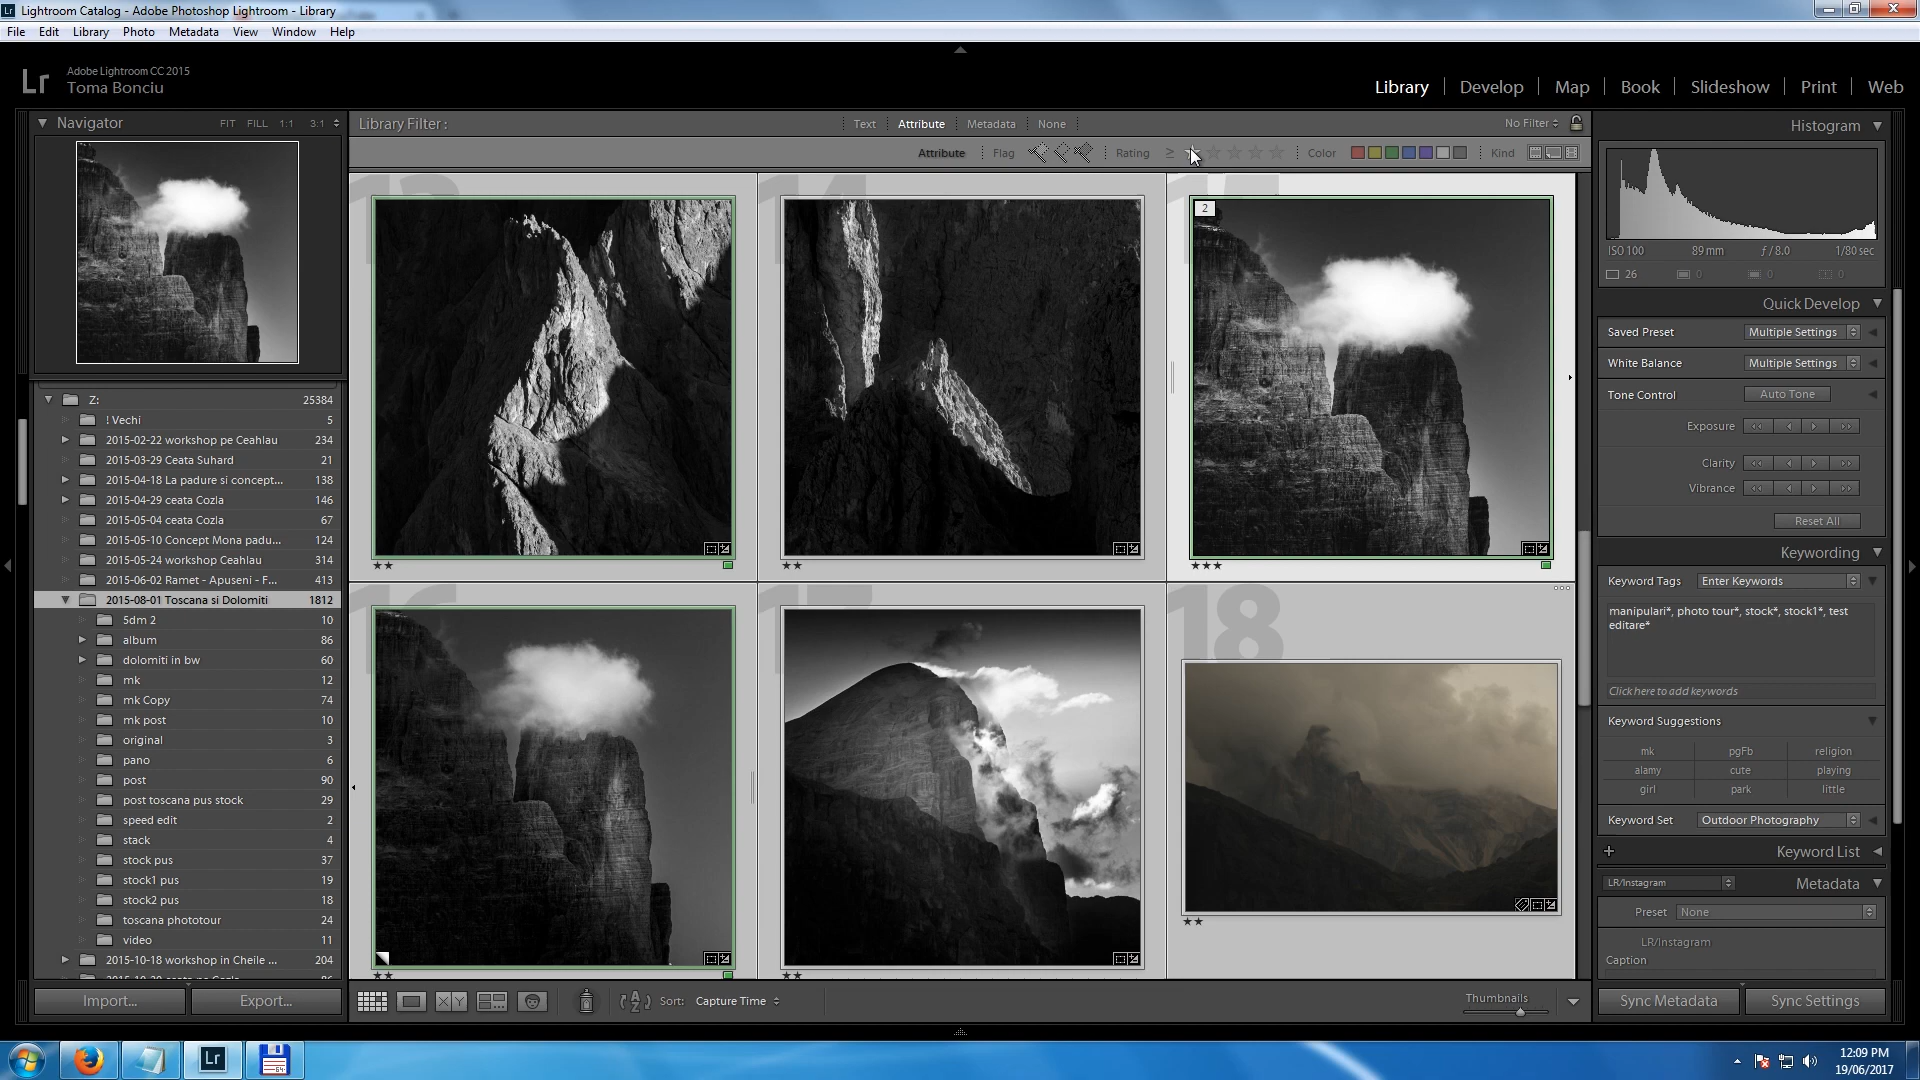 Lightroom Catalog - Adobe Photoshop Lightroom - Library
File Edit Library Photo Metadata View Window Help
Lr
Adobe Lightroom CC 2015
Toma Bonciu
Library Develop Map Book Slideshow Print Web
Navigator FIT FILL 1:1 3:1
Z: 25384
! Vechi 5
2015-02-22 workshop pe Ceahlau 234
2015-03-29 Ceata Suhard 21
2015-04-18 La padure si concept... 138
2015-04-29 ceata Cozla 146
2015-05-04 ceata Cozla 67
2015-05-10 Concept Mona padu... 124
2015-05-24 workshop Ceahlau 314
2015-06-02 Ramet - Apuseni - F... 413
2015-08-01 Toscana si Dolomiti 1812
5dm 2 10
album 86
dolomiti in bw 60
mk 12
mk Copy 74
mk post 10
original 3
pano 6
post 90
post toscana pus stock 29
speed edit 2
stack 4
stock pus 37
stock1 pus 19
stock2 pus 18
toscana phototour 24
video 11
2015-10-18 workshop in Cheile ... 204
Import... Export...
Library Filter : Text Attribute Metadata None No Filter
Attribute Flag Rating ≥ ★★★★★ Color Kind
13 14 15
2
★★ ★★ ★★★
16 17 18
★★ ★★ ★★
XY Sort: Capture Time Thumbnails
Histogram
ISO 100 89 mm ƒ / 8.0 1/80 sec
26 0 0 0
Quick Develop
Saved Preset Multiple Settings
White Balance Multiple Settings
Tone Control Auto Tone
Exposure
Clarity
Vibrance
Reset All
Keywording
Keyword Tags Enter Keywords
manipulari*, photo tour*, stock*, stock1*, test
editare*
Click here to add keywords
Keyword Suggestions
mk pgFb religion
alamy cute playing
girl park little
Keyword Set Outdoor Photography
+ Keyword List
LR/Instagram Metadata
Preset None
LR/Instagram
Caption
Sync Metadata Sync Settings
Lr 64
12:09 PM
19/06/2017